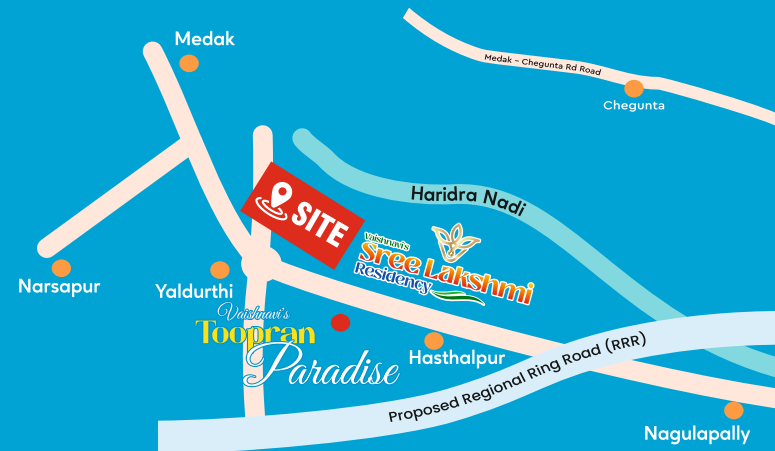 Medak
Medak - Chegunta Rd Road
Chegunta
Haridra Nadi
SITE
Vaishnavi's
Sree Lakshmi
Residency
Narsapur
Yaldurthi
Vaishnavi's
Toopran
Paradise
Hasthalpur
Proposed Regional Ring Road (RRR)
Nagulapally